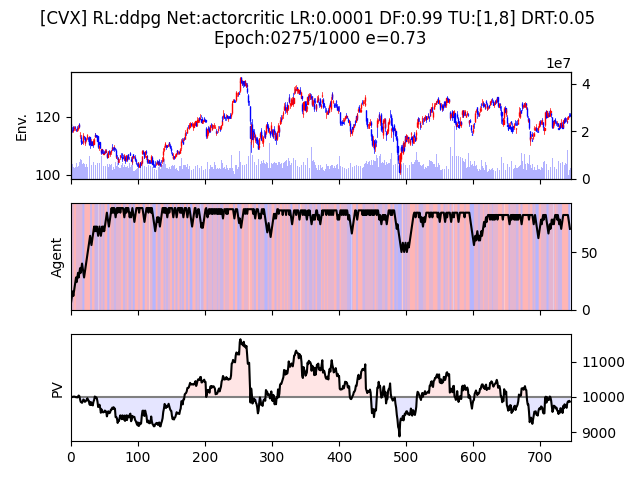 [CVX] RL:ddpg Net:actorcritic LR:0.0001 DF:0.99 TU:[1,8] DRT:0.05
Epoch:0275/1000 e=0.73
1e7
Env.
120
100
4
2
0
Agent
50
0
PV
11000
10000
9000
0 100 200 300 400 500 600 700